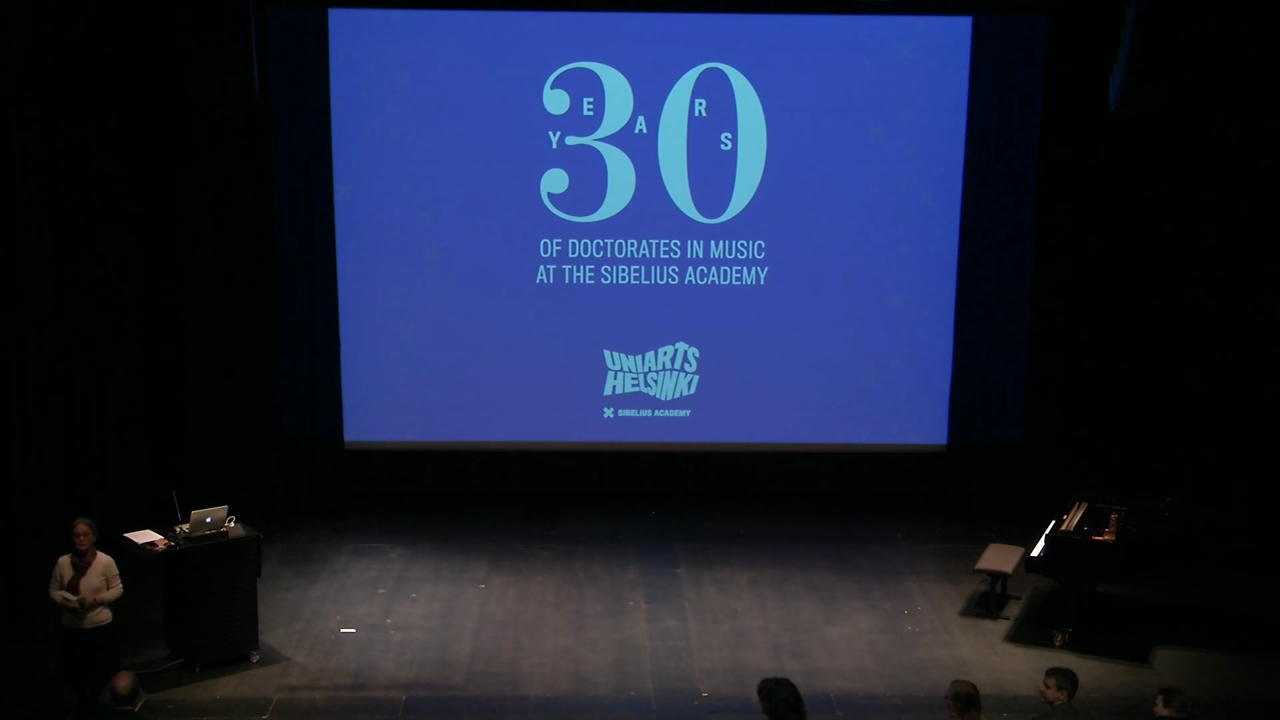 30
YEARS
OF DOCTORATES IN MUSIC
AT THE SIBELIUS ACADEMY
UNIARTS
HELSINKI
SIBELIUS ACADEMY